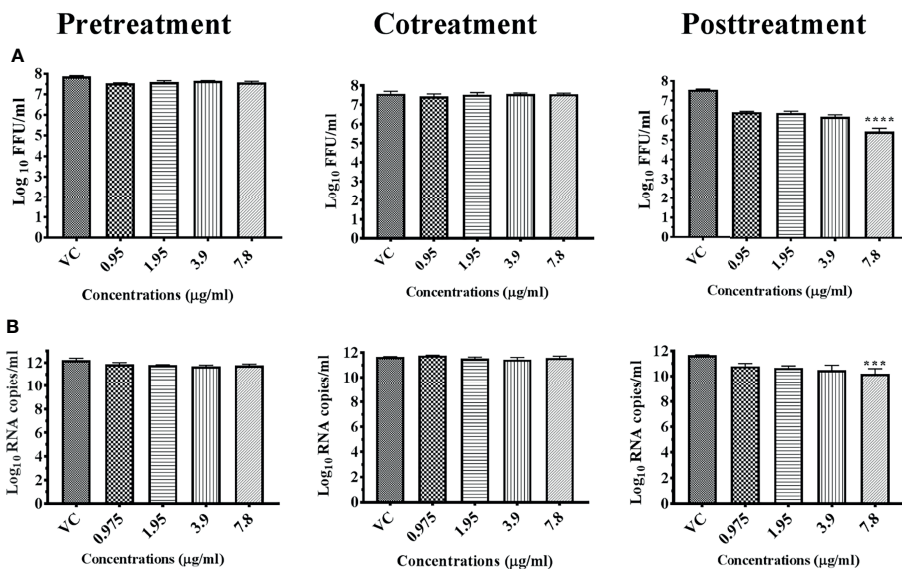 Pretreatment Cotreatment Posttreatment
A
Log10 FFU/ml
8
7
6
5
4
3
2
1
0
VC 0.95 1.95 3.9 7.8
Concentrations (µg/ml)
Log10 FFU/ml
8
7
6
5
4
3
2
1
0
VC 0.95 1.95 3.9 7.8
Concentrations (µg/ml)
Log10 FFU/ml
8
7
6
5
4
3
2
1
0
****
VC 0.95 1.95 3.9 7.8
Concentrations (µg/ml)
B
Log10 RNA copies/ml
12
10
8
6
4
2
0
VC 0.975 1.95 3.9 7.8
Concentrations (µg/ml)
Log10 RNA copies/ml
12
10
8
6
4
2
0
VC 0.975 1.95 3.9 7.8
Concentrations (µg/ml)
Log10 RNA copies/ml
12
10
8
6
4
2
0
***
VC 0.975 1.95 3.9 7.8
Concentrations (µg/ml)